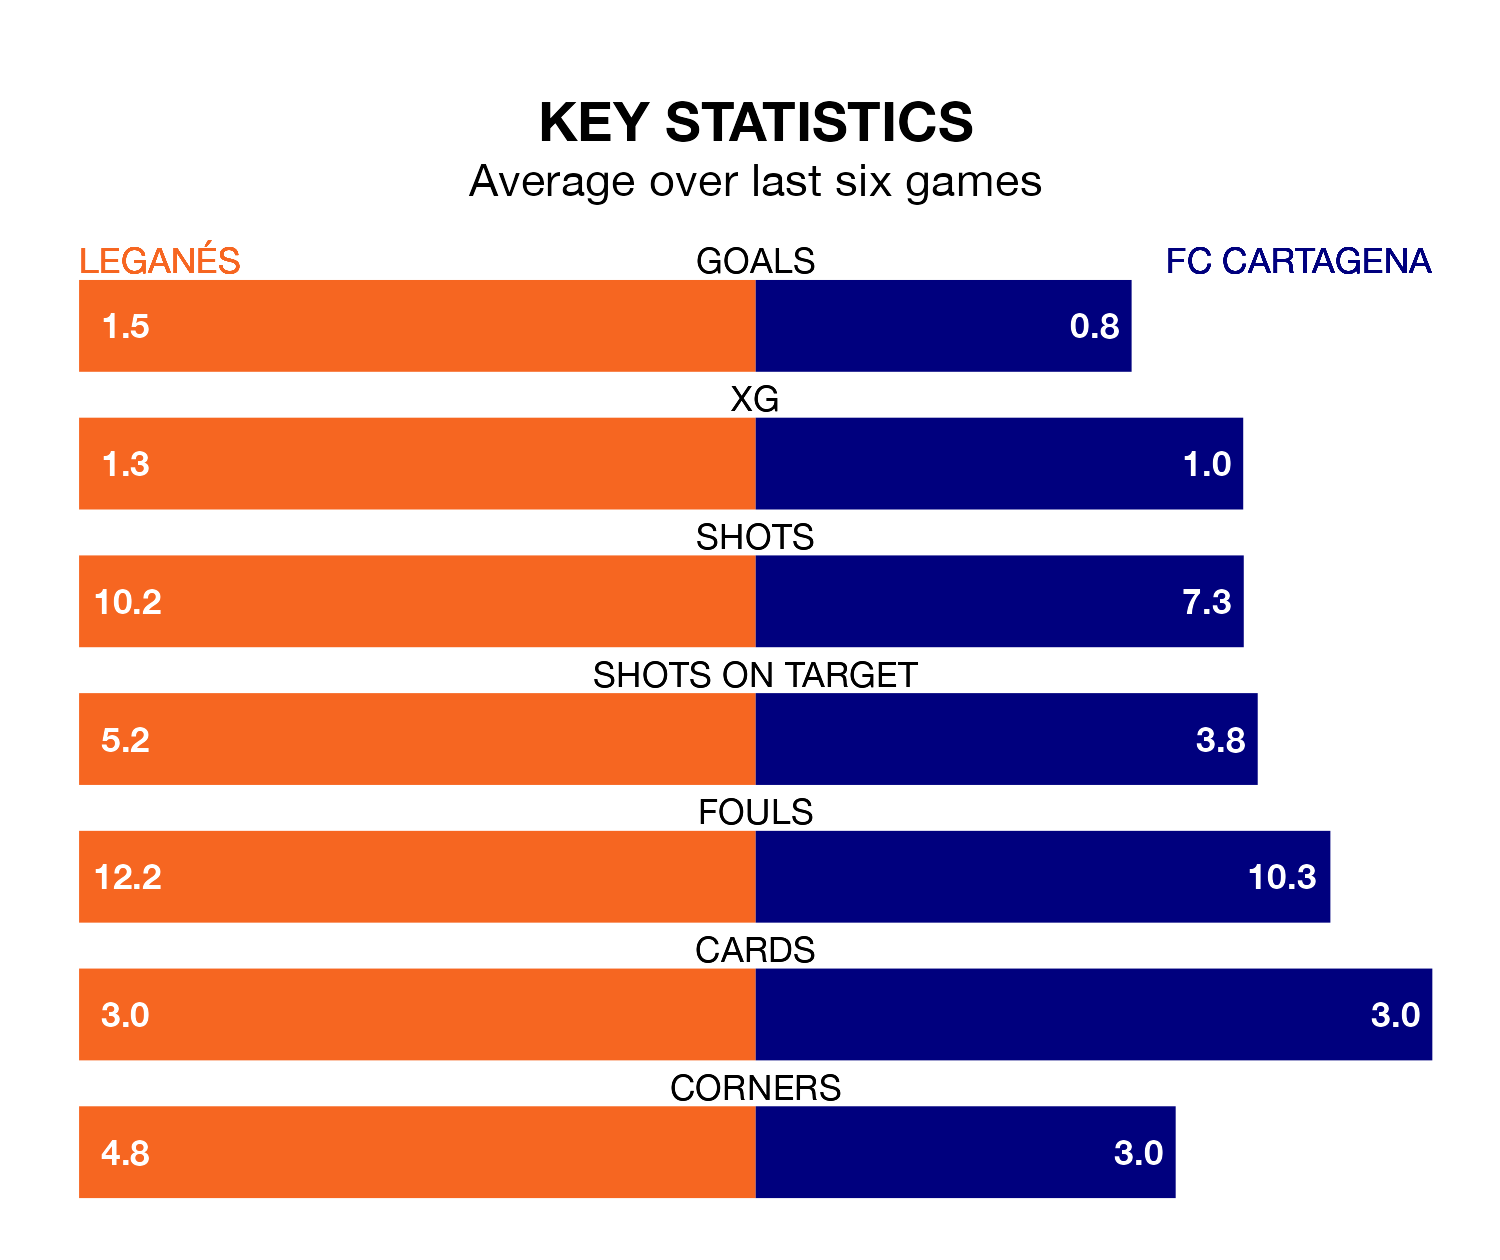 KEY STATISTICS
Average over last six games
LEGANÉS GOALS FC CARTAGENA
1.5 0.8
XG
1.3 1.0
SHOTS
10.2 7.3
SHOTS ON TARGET
5.2 3.8
FOULS
12.2 10.3
CARDS
3.0 3.0
CORNERS
4.8 3.0